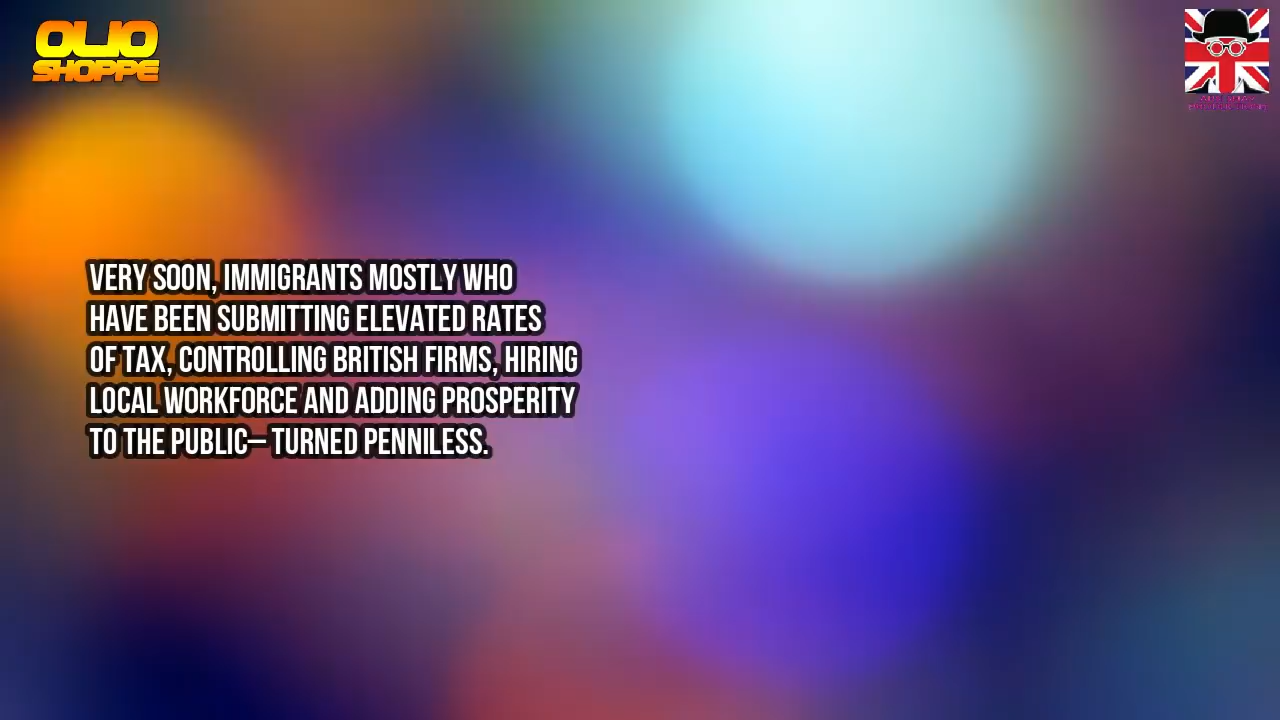 OLIO
SHOPPE
VERY SOON, IMMIGRANTS MOSTLY WHO
HAVE BEEN SUBMITTING ELEVATED RATES
OF TAX, CONTROLLING BRITISH FIRMS, HIRING
LOCAL WORKFORCE AND ADDING PROSPERITY
TO THE PUBLIC– TURNED PENNILESS.